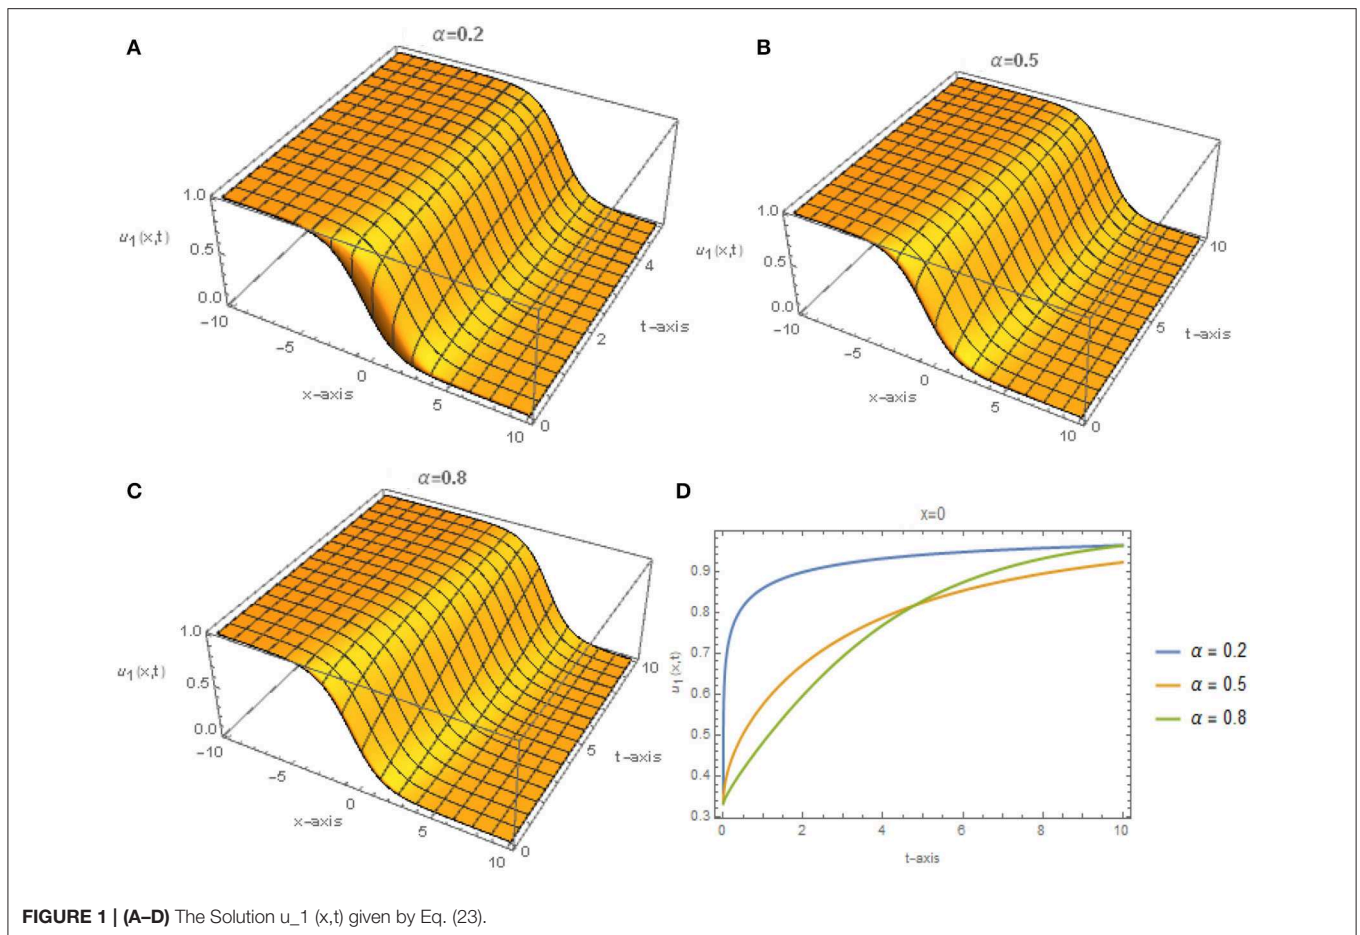 A
α=0.2
1.0
u1(x,t)
0.5
0.0
−10
−5
0
x−axis
5
10
0
2
t−axis
4
B
α=0.5
1.0
u1(x,t)
0.5
0.0
−10
−5
0
x−axis
5
10
0
5
t−axis
10
C
α=0.8
1.0
u1(x,t)
0.5
0.0
−10
−5
0
x−axis
5
10
0
5
t−axis
10
D
x=0
0.9
0.8
0.7
u1(x,t)
0.6
0.5
0.4
0.3
0 2 4 6 8 10
t−axis
α = 0.2
α = 0.5
α = 0.8
FIGURE 1 | (A–D) The Solution u_1 (x,t) given by Eq. (23).